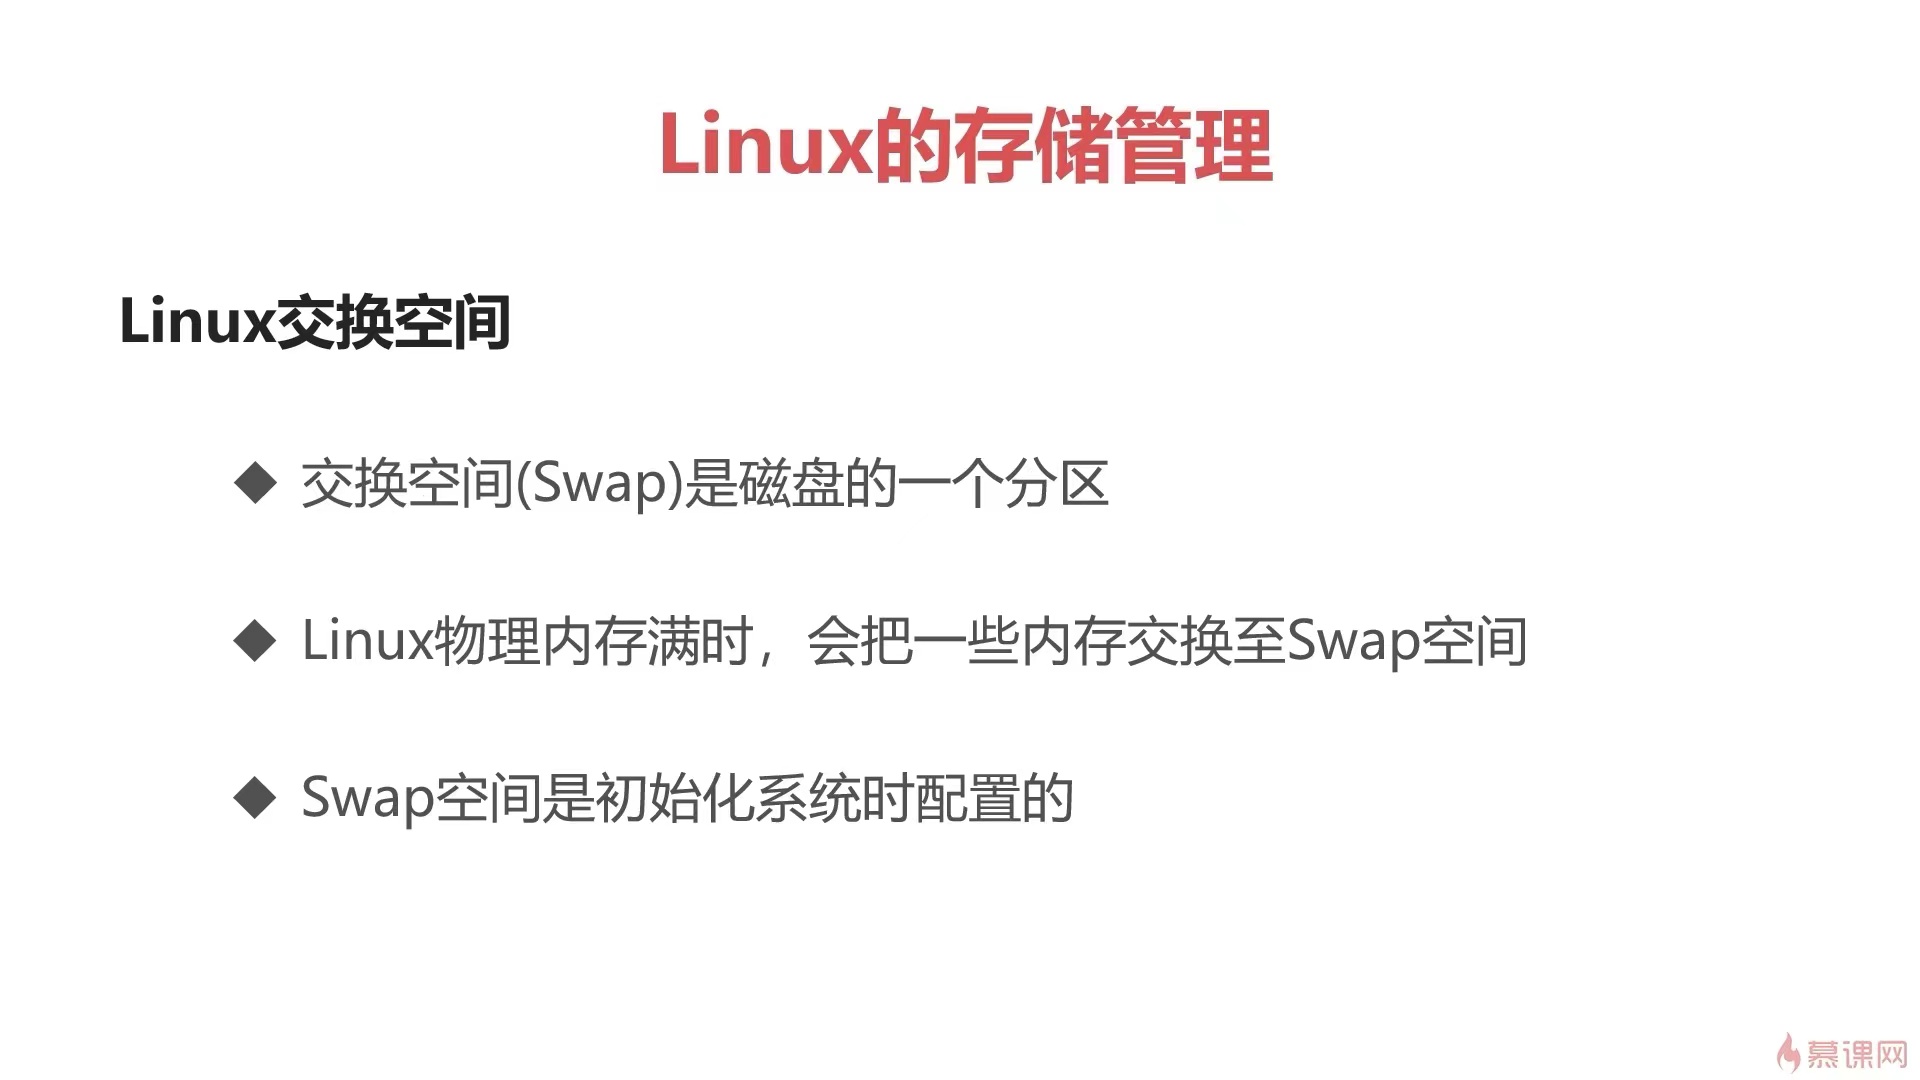 Linux的存储管理
Linux交换空间
◆ 交换空间(Swap)是磁盘的一个分区
◆ Linux物理内存满时，会把一些内存交换至Swap空间
◆ Swap空间是初始化系统时配置的
慕课网